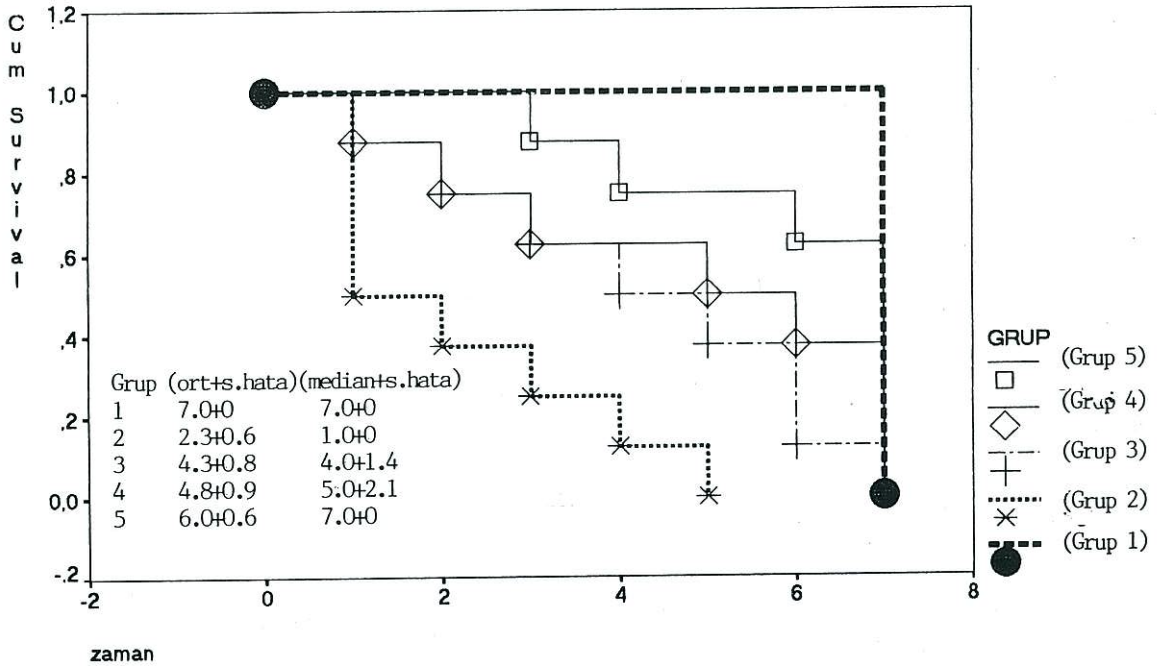 Cum Survival
1,2
1,0
,8
,6
,4
,2
0,0
-.2
-2
0
2
4
6
8
zaman
Grup (ort+s.hata)(median+s.hata)
1 7.0+0 7.0+0
2 2.3+0.6 1.0+0
3 4.3+0.8 4.0+1.4
4 4.8+0.9 5.0+2.1
5 6.0+0.6 7.0+0
GRUP
(Grup 5)
(Grup 4)
(Grup 3)
(Grup 2)
(Grup 1)